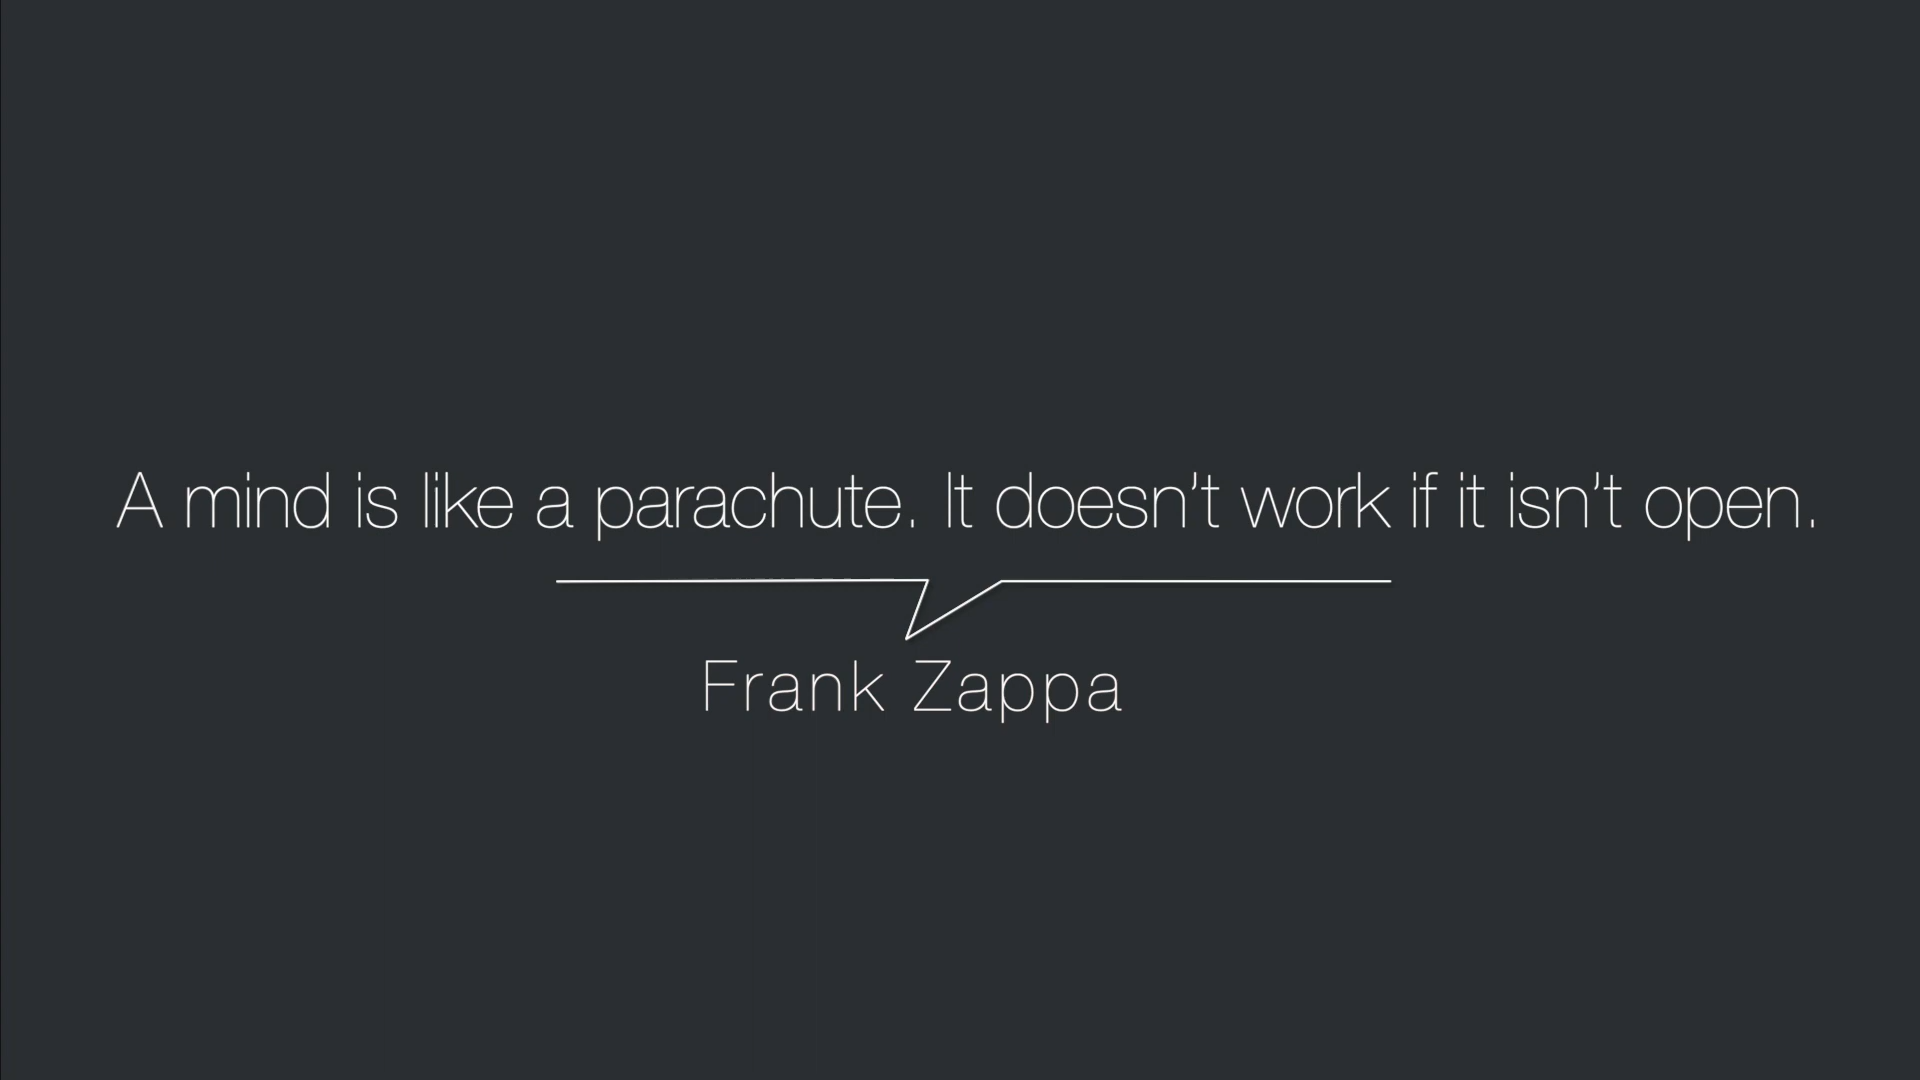 A mind is like a parachute. It doesn’t work if it isn’t open.
Frank Zappa